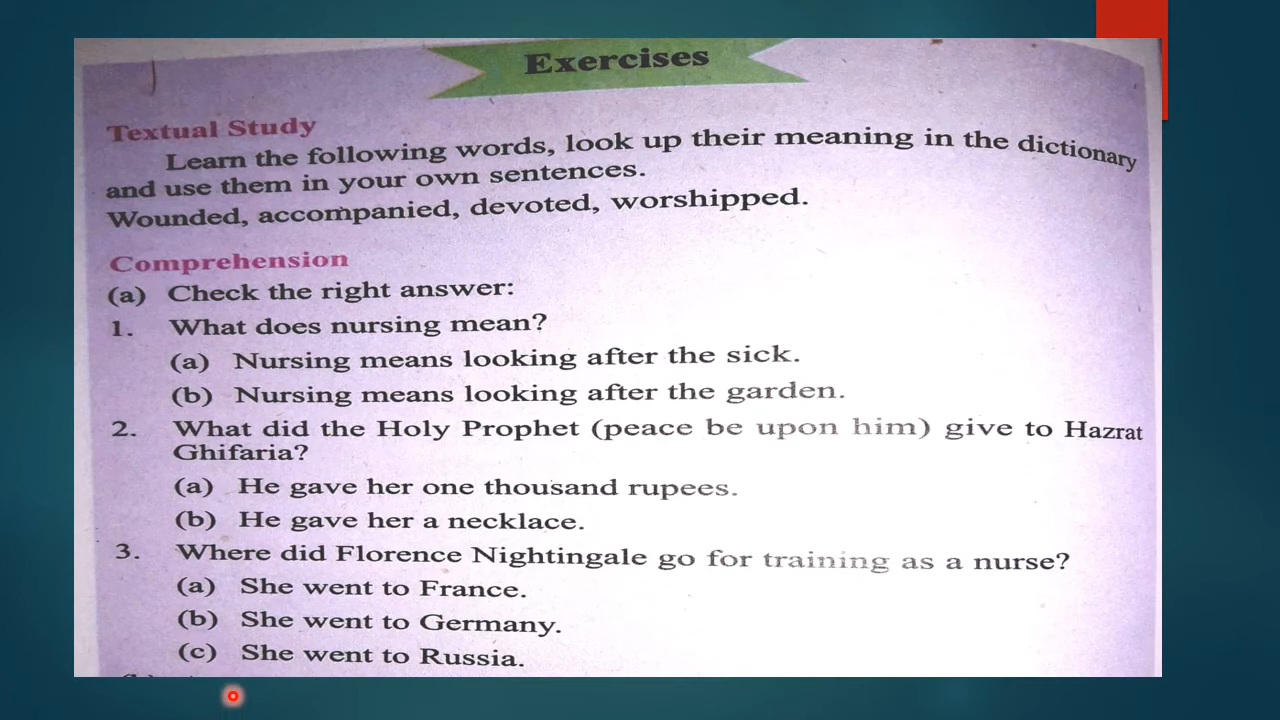 Exercises
Textual Study
Learn the following words, look up their meaning in the dictionary
and use them in your own sentences.
Wounded, accompanied, devoted, worshipped.
Comprehension
(a) Check the right answer:
1. What does nursing mean?
(a) Nursing means looking after the sick.
(b) Nursing means looking after the garden.
2. What did the Holy Prophet (peace be upon him) give to Hazrat
Ghifaria?
(a) He gave her one thousand rupees.
(b) He gave her a necklace.
3. Where did Florence Nightingale go for training as a nurse?
(a) She went to France.
(b) She went to Germany.
(c) She went to Russia.